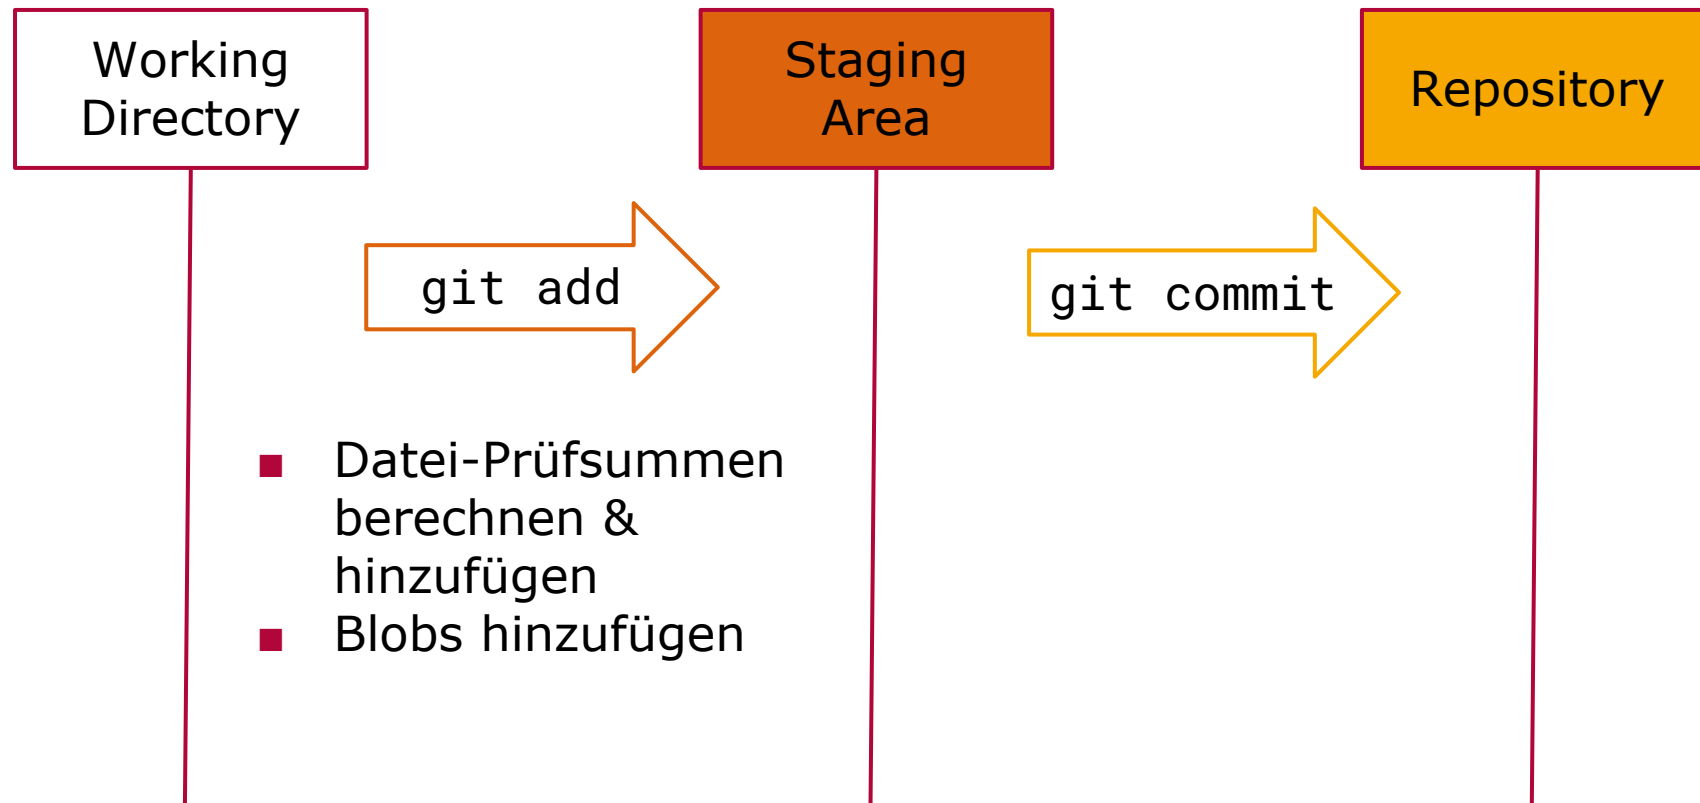 Working
Directory
Staging
Area
Repository
git add
git commit
Datei-Prüfsummen
berechnen &
hinzufügen
Blobs hinzufügen